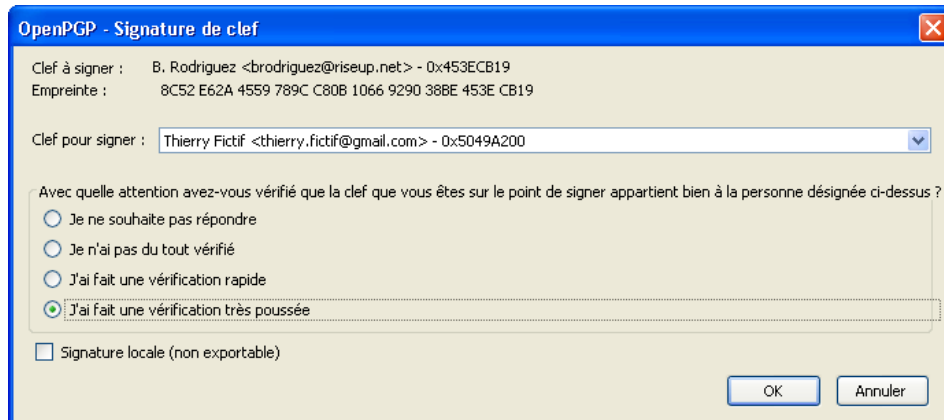 OpenPGP - Signature de clef
Clef à signer : B. Rodriguez <brodriguez@riseup.net> - 0x453ECB19
Empreinte : 8C52 E62A 4559 789C C80B 1066 9290 38BE 453E CB19
Clef pour signer : Thierry Fictif <thierry.fictif@gmail.com> - 0x5049A200
Avec quelle attention avez-vous vérifié que la clef que vous êtes sur le point de signer appartient bien à la personne désignée ci-dessus ?
Je ne souhaite pas répondre
Je n'ai pas du tout vérifié
J'ai fait une vérification rapide
J'ai fait une vérification très poussée
Signature locale (non exportable)
OK Annuler